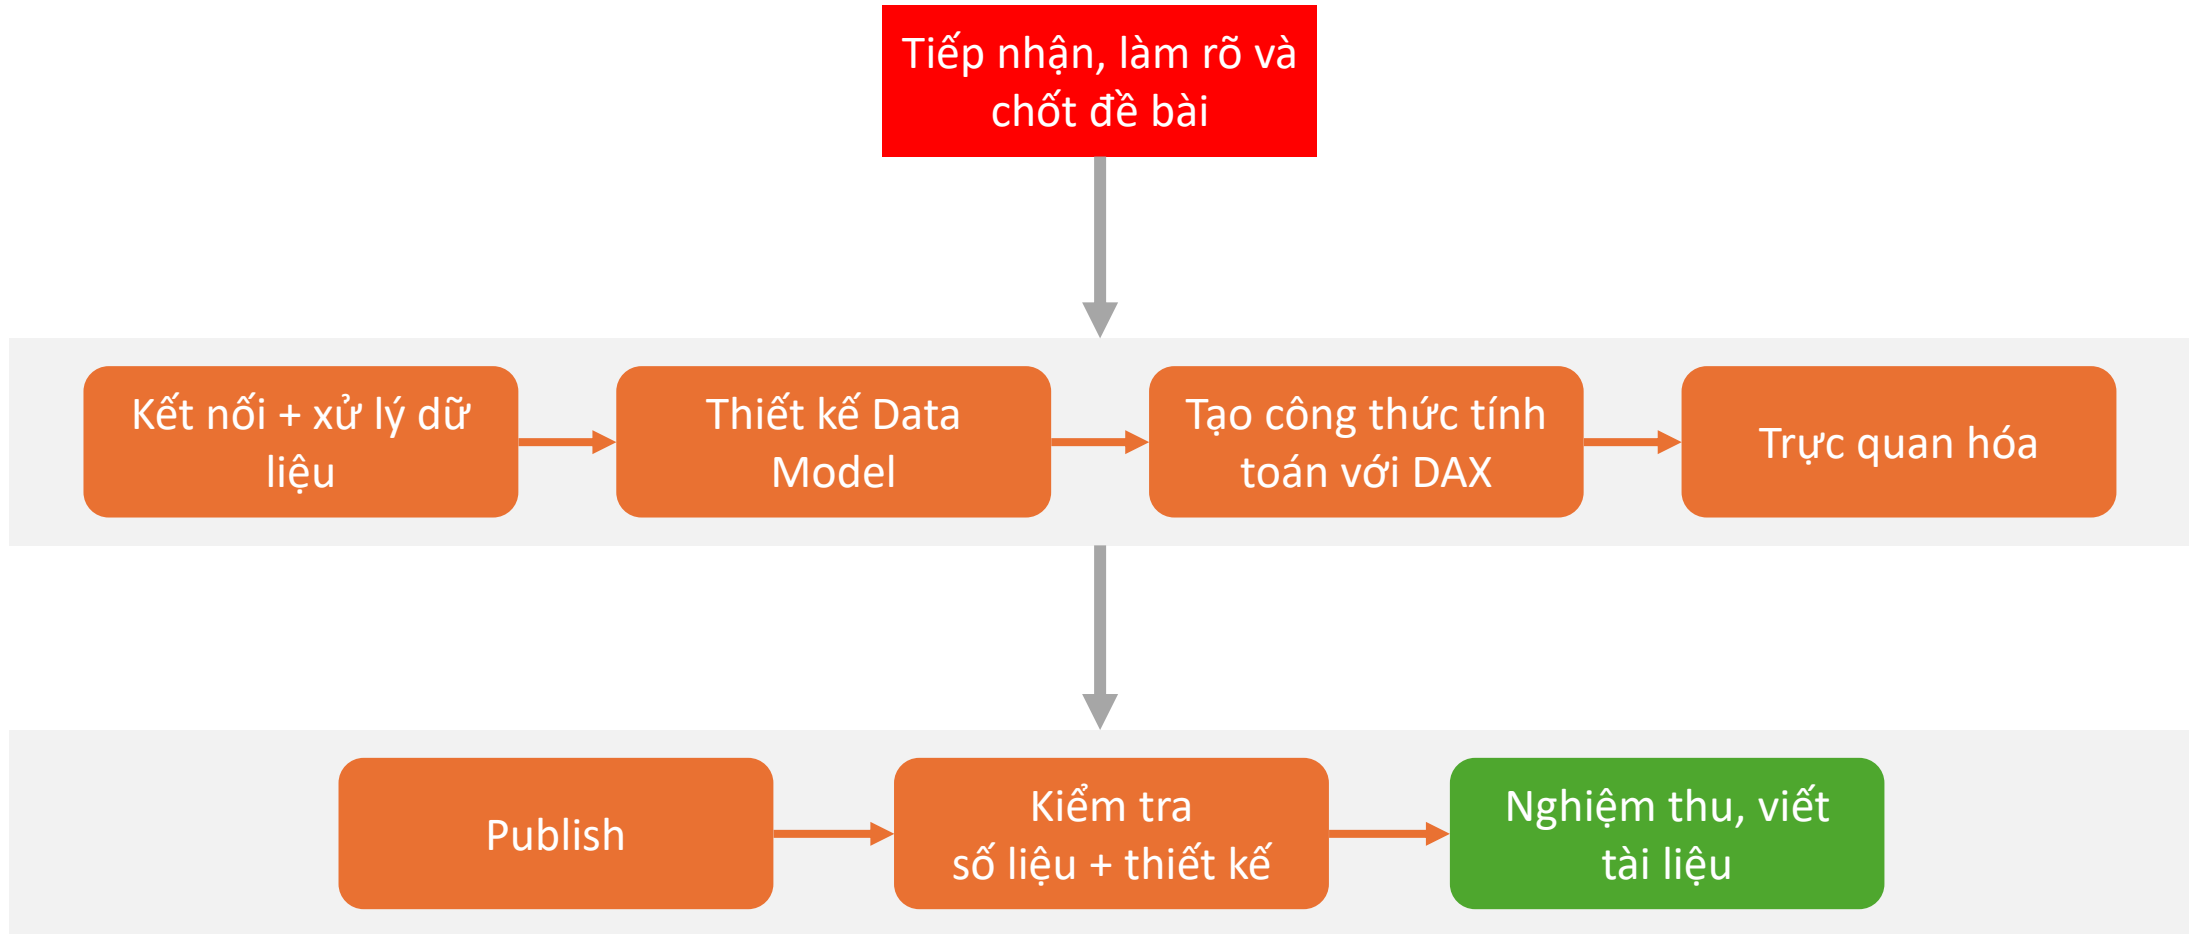 Tiếp nhận, làm rõ và
chốt đề bài
Kết nối + xử lý dữ
liệu
Thiết kế Data
Model
Tạo công thức tính
toán với DAX
Trực quan hóa
Publish
Kiểm tra
số liệu + thiết kế
Nghiệm thu, viết
tài liệu